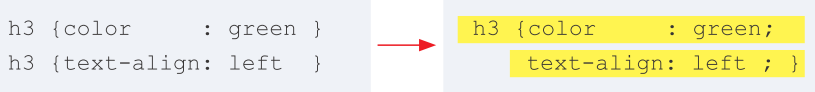 h3 {color     : green }
h3 {text-align: left  }
h3 {color     : green;
    text-align: left ; }